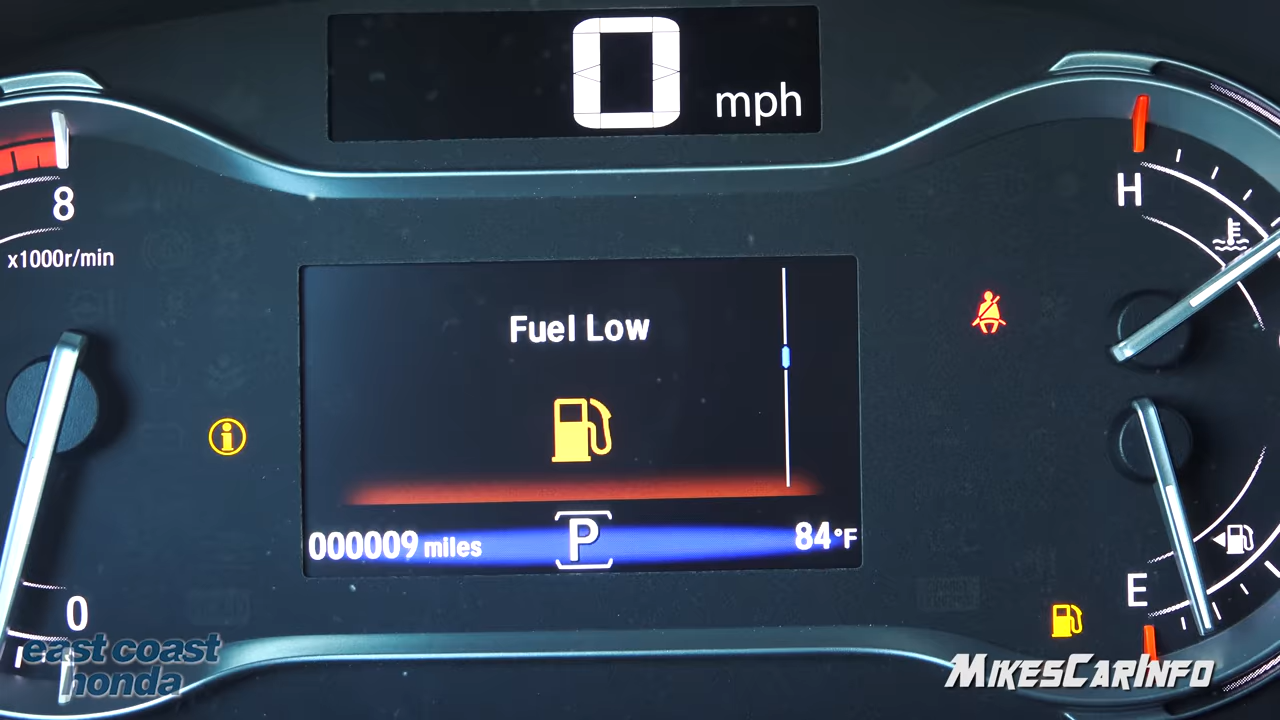 0 mph
8
x1000r/min
H
Fuel Low
000009 miles
P
84°F
0
E
east coast
honda
MIKESCARINFO